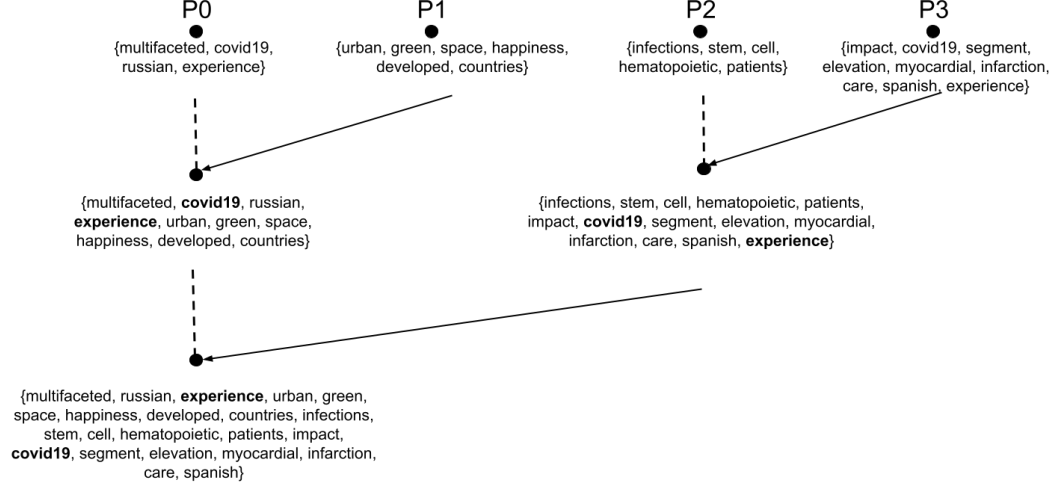 P0
P1
P2
P3
{multifaceted, covid19,
russian, experience}
{urban, green, space, happiness,
developed, countries}
{infections, stem, cell,
hematopoietic, patients}
{impact, covid19, segment,
elevation, myocardial, infarction,
care, spanish, experience}
{multifaceted, covid19, russian,
experience, urban, green, space,
happiness, developed, countries}
{infections, stem, cell, hematopoietic, patients,
impact, covid19, segment, elevation, myocardial,
infarction, care, spanish, experience}
{multifaceted, russian, experience, urban, green,
space, happiness, developed, countries, infections,
stem, cell, hematopoietic, patients, impact,
covid19, segment, elevation, myocardial, infarction,
care, spanish}